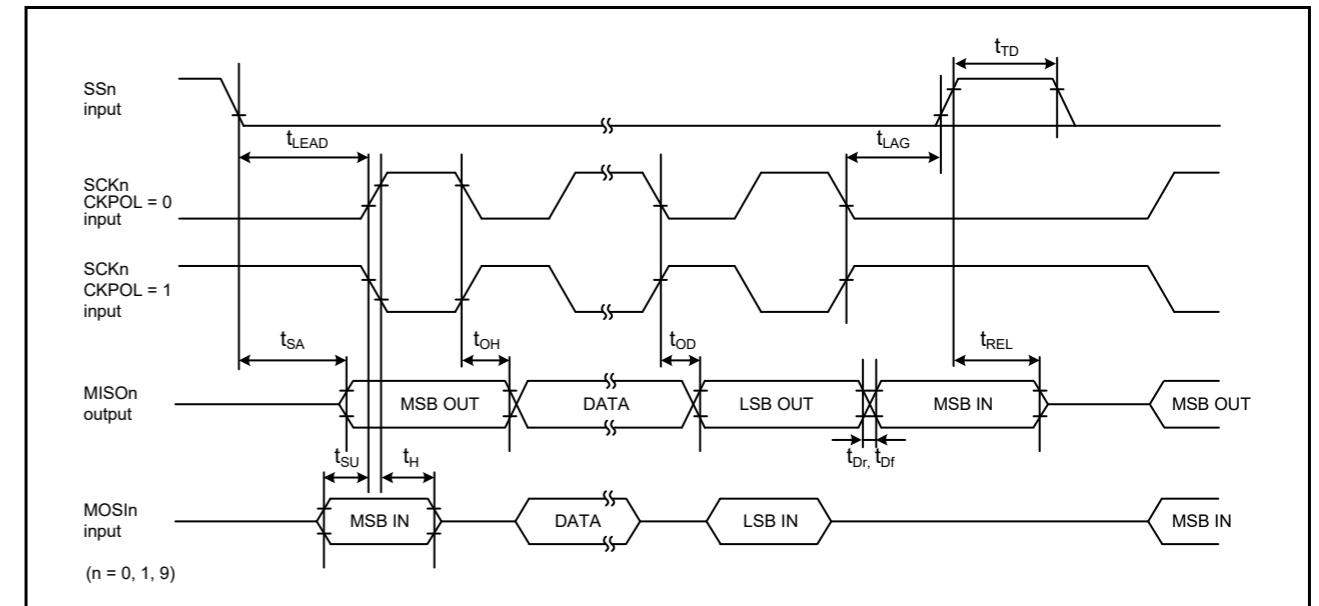 tTD
SSn
input
tLEAD
tLAG
SCKn
CKPOL = 0
input
SCKn
CKPOL = 1
input
tSA
tOH
tOD
tREL
MISOn
output
MSB OUT
DATA
LSB OUT
MSB IN
MSB OUT
tSU
tH
tDr, tDf
MOSIn
input
MSB IN
DATA
LSB IN
MSB IN
(n = 0, 1, 9)